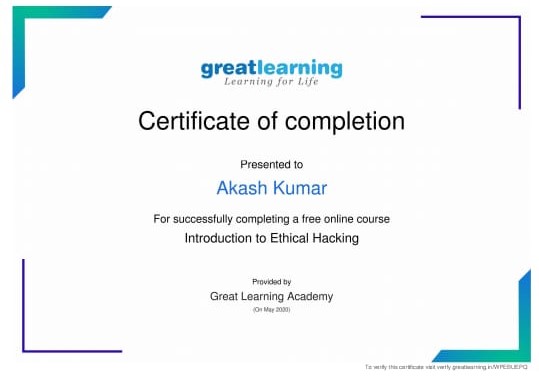 greatlearning
Learning for Life
Certificate of completion
Presented to
Akash Kumar
For successfully completing a free online course
Introduction to Ethical Hacking
Provided by
Great Learning Academy
(On May 2020)
To verify this certificate visit verify.greatlearning.in/WPESUEPQ